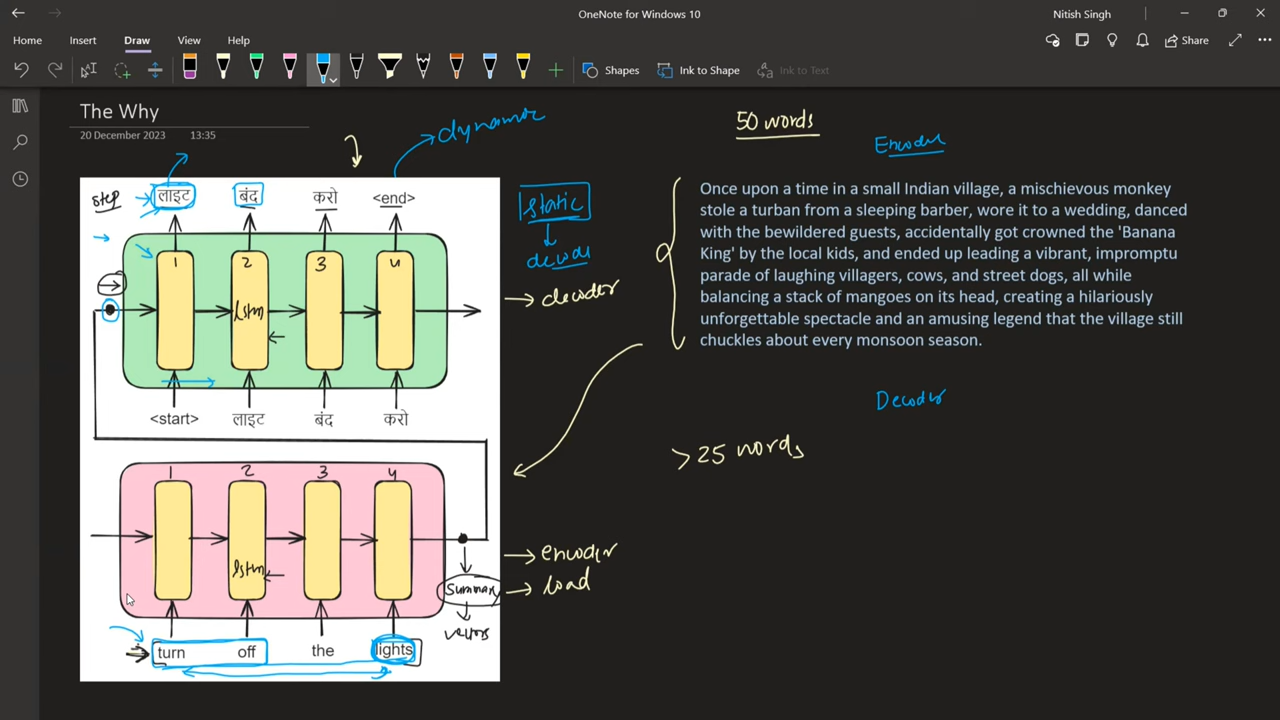 OneNote for Windows 10
Nitish Singh
Home Insert Draw View Help
Share
Shapes
Ink to Shape
Ink to Text
The Why
20 December 2023 13:35
dynamic
50 words
Encoder
step
लाइट बंद करो <end>
static
decode
1 2 3 4
lstm
decoder
Once upon a time in a small Indian village, a mischievous monkey
stole a turban from a sleeping barber, wore it to a wedding, danced
with the bewildered guests, accidentally got crowned the 'Banana
King' by the local kids, and ended up leading a vibrant, impromptu
parade of laughing villagers, cows, and street dogs, all while
balancing a stack of mangoes on its head, creating a hilariously
unforgettable spectacle and an amusing legend that the village still
chuckles about every monsoon season.
Decoder
<start> लाइट बंद करो
>25 words
1 2 3 4
lstm
encoder
Summary
load
vectors
turn off the lights